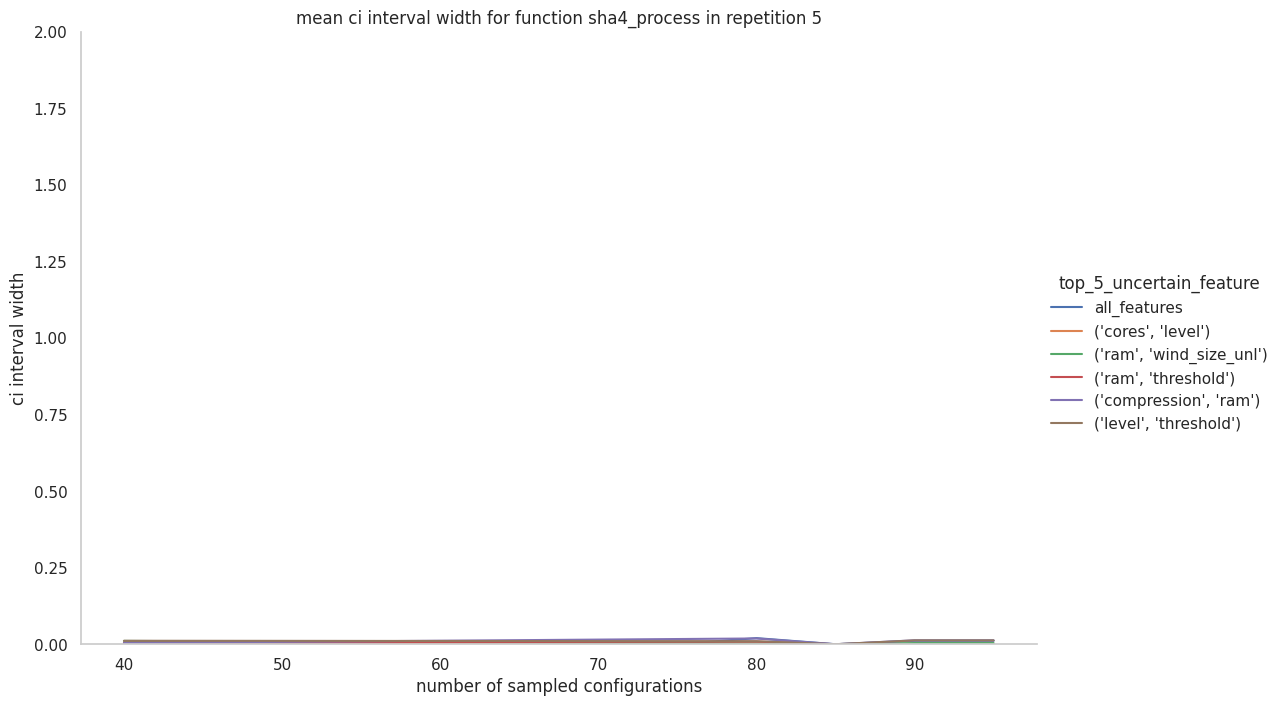 mean ci interval width for function sha4_process in repetition 5
2.00
1.75
1.50
1.25
1.00
0.75
0.50
0.25
0.00
ci interval width
40 50 60 70 80 90
number of sampled configurations
top_5_uncertain_feature
all_features
('cores', 'level')
('ram', 'wind_size_unl')
('ram', 'threshold')
('compression', 'ram')
('level', 'threshold')